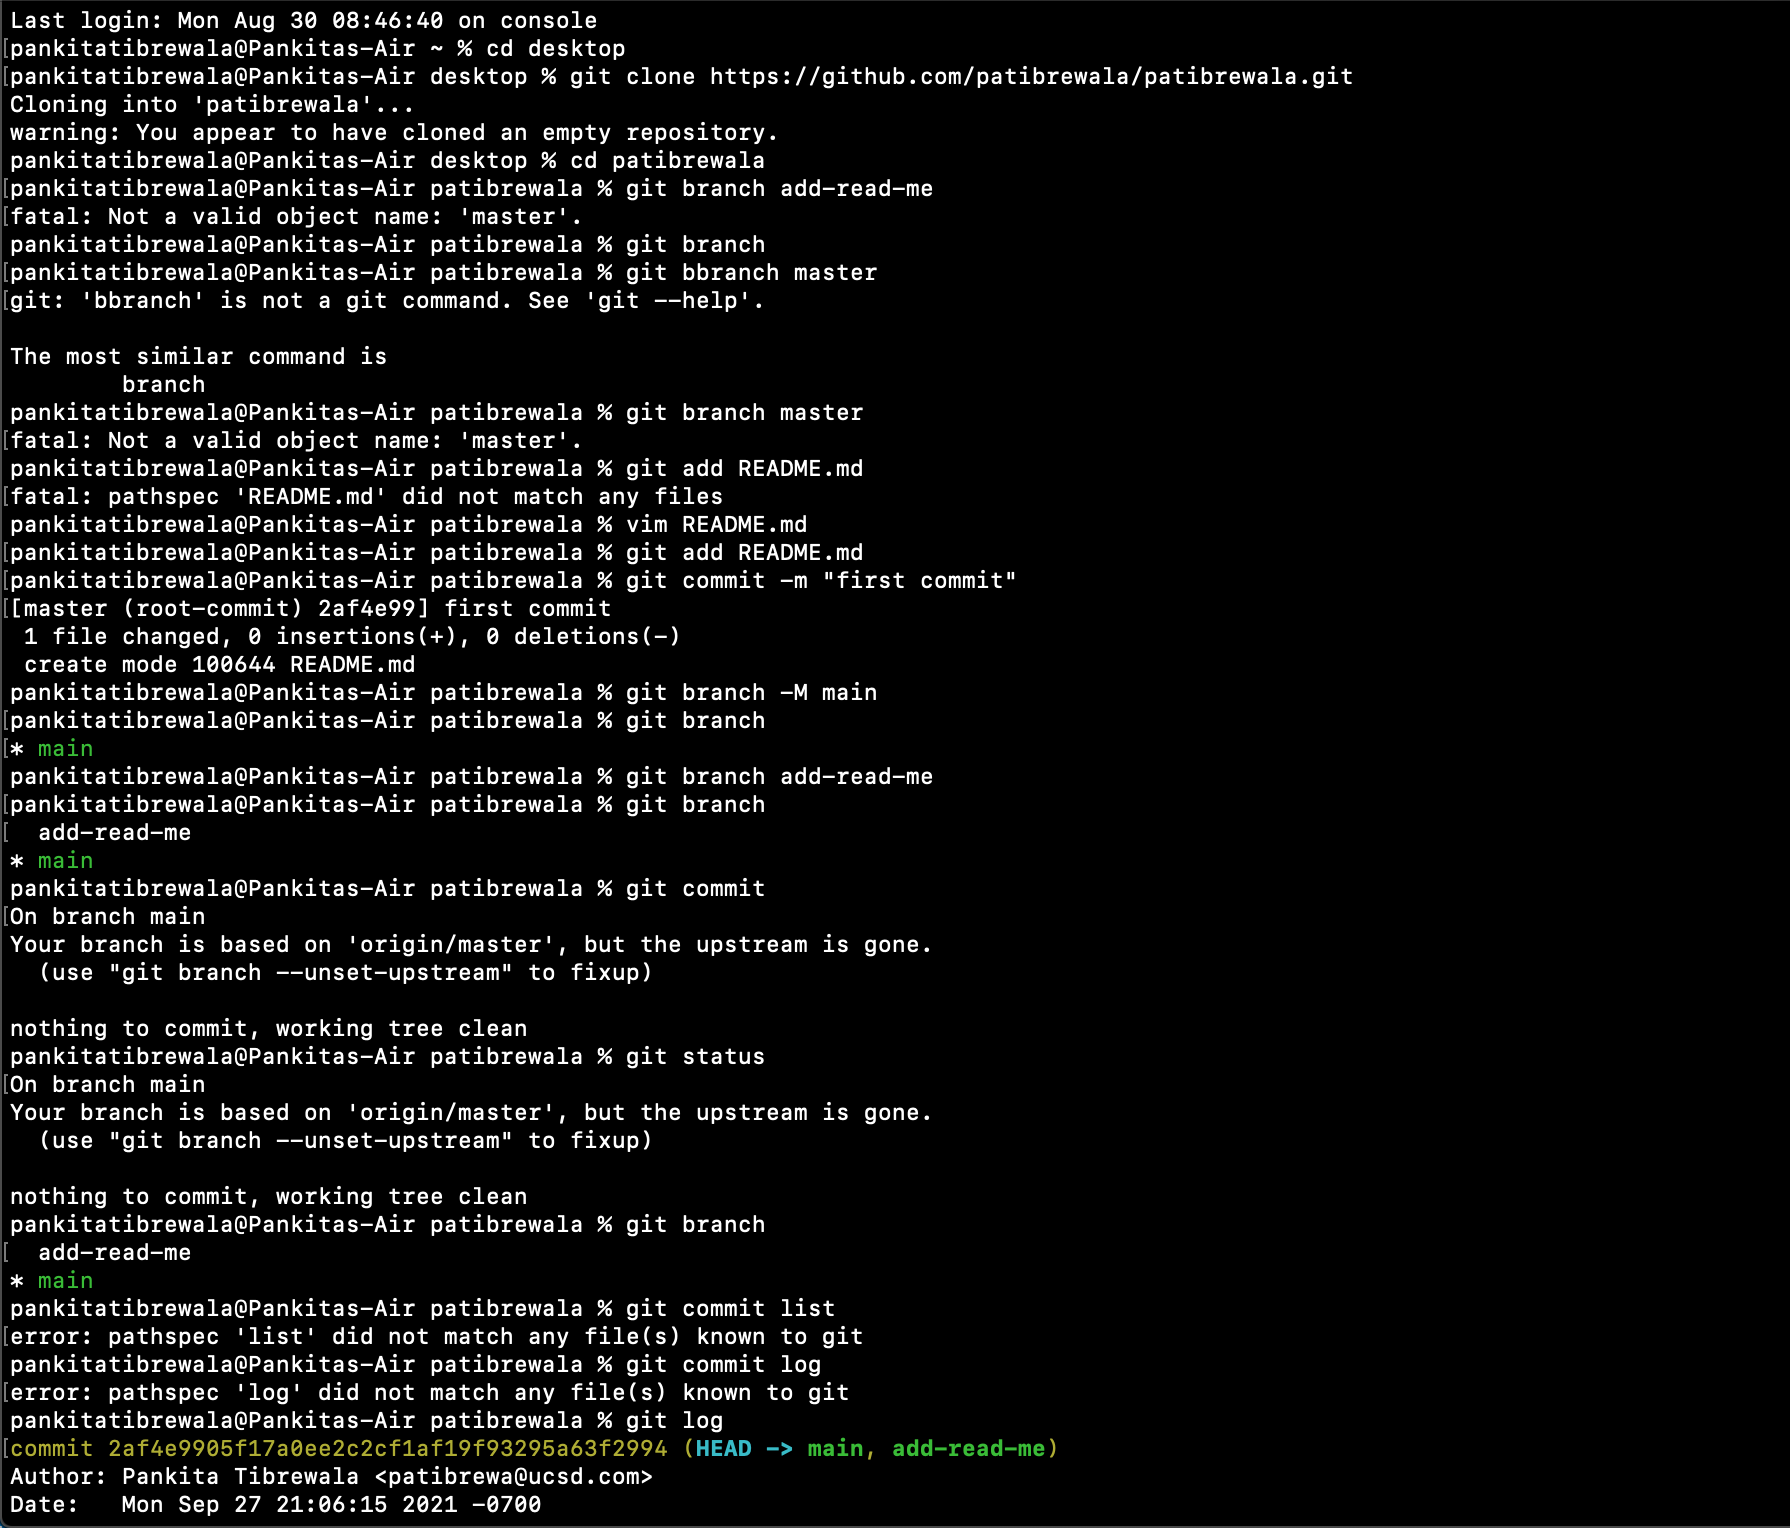 Last login: Mon Aug 30 08:46:40 on console
[pankitatibrewala@Pankitas-Air ~ % cd desktop
[pankitatibrewala@Pankitas-Air desktop % git clone https://github.com/patibrewala/patibrewala.git
Cloning into 'patibrewala'...
warning: You appear to have cloned an empty repository.
pankitatibrewala@Pankitas-Air desktop % cd patibrewala
[pankitatibrewala@Pankitas-Air patibrewala % git branch add-read-me
[fatal: Not a valid object name: 'master'.
pankitatibrewala@Pankitas-Air patibrewala % git branch
[pankitatibrewala@Pankitas-Air patibrewala % git bbranch master
[git: 'bbranch' is not a git command. See 'git --help'.

The most similar command is
        branch
pankitatibrewala@Pankitas-Air patibrewala % git branch master
[fatal: Not a valid object name: 'master'.
pankitatibrewala@Pankitas-Air patibrewala % git add README.md
[fatal: pathspec 'README.md' did not match any files
pankitatibrewala@Pankitas-Air patibrewala % vim README.md
[pankitatibrewala@Pankitas-Air patibrewala % git add README.md
[pankitatibrewala@Pankitas-Air patibrewala % git commit -m "first commit"
[[master (root-commit) 2af4e99] first commit
 1 file changed, 0 insertions(+), 0 deletions(-)
 create mode 100644 README.md
pankitatibrewala@Pankitas-Air patibrewala % git branch -M main
[pankitatibrewala@Pankitas-Air patibrewala % git branch
[* main
pankitatibrewala@Pankitas-Air patibrewala % git branch add-read-me
[pankitatibrewala@Pankitas-Air patibrewala % git branch
[  add-read-me
* main
pankitatibrewala@Pankitas-Air patibrewala % git commit
[On branch main
Your branch is based on 'origin/master', but the upstream is gone.
  (use "git branch --unset-upstream" to fixup)

nothing to commit, working tree clean
pankitatibrewala@Pankitas-Air patibrewala % git status
[On branch main
Your branch is based on 'origin/master', but the upstream is gone.
  (use "git branch --unset-upstream" to fixup)

nothing to commit, working tree clean
pankitatibrewala@Pankitas-Air patibrewala % git branch
[  add-read-me
* main
pankitatibrewala@Pankitas-Air patibrewala % git commit list
[error: pathspec 'list' did not match any file(s) known to git
pankitatibrewala@Pankitas-Air patibrewala % git commit log
[error: pathspec 'log' did not match any file(s) known to git
pankitatibrewala@Pankitas-Air patibrewala % git log
[commit 2af4e9905f17a0ee2c2cf1af19f93295a63f2994 (HEAD -> main, add-read-me)
Author: Pankita Tibrewala <patibrewa@ucsd.com>
Date:   Mon Sep 27 21:06:15 2021 -0700